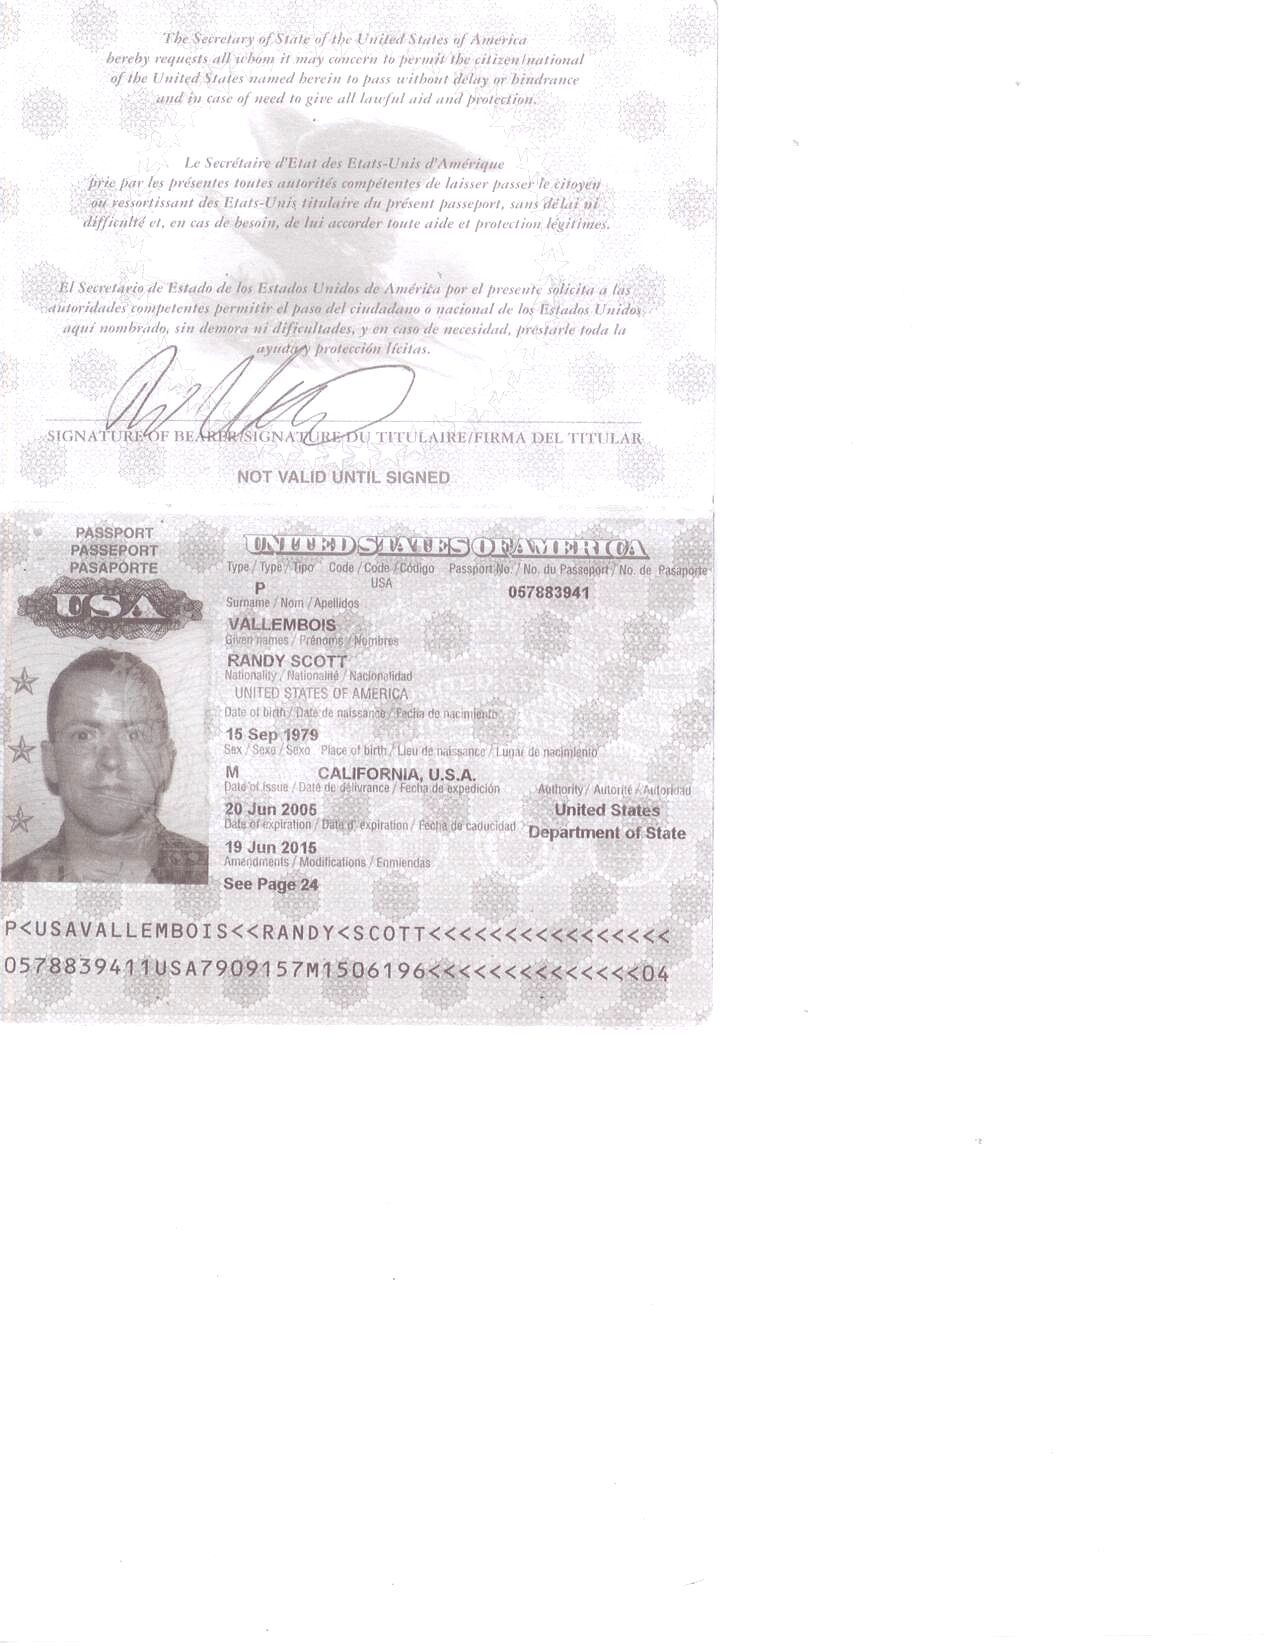 The Secretary of State of the United States of America
hereby requests all whom it may concern to permit the citizen/national
of the United States named herein to pass without delay or hindrance
and in case of need to give all lawful aid and protection.
Le Secrétaire d'Etat des Etats-Unis d'Amérique
prie par les présentes toutes autorités compétentes de laisser passer le citoyen
ou ressortissant des Etats-Unis titulaire du présent passeport, sans délai ni
difficulté et, en cas de besoin, de lui accorder toute aide et protection légitimes.
El Secretario de Estado de los Estados Unidos de América por el presente solicita a las
autoridades competentes permitir el paso del ciudadano o nacional de los Estados Unidos
aquí nombrado, sin demora ni dificultades, y en caso de necesidad, prestarle toda la
ayuda y protección lícitas.
SIGNATURE OF BEARER/SIGNATURE DU TITULAIRE/FIRMA DEL TITULAR
NOT VALID UNTIL SIGNED
PASSPORT
PASSEPORT
PASAPORTE
USA
UNITED STATES OF AMERICA
Type / Type / Tipo Code / Code / Código Passport No. / No. du Passeport / No. de Pasaporte
P USA 057883941
Surname / Nom / Apellidos
VALLEMBOIS
Given names / Prénoms / Nombres
RANDY SCOTT
Nationality / Nationalité / Nacionalidad
UNITED STATES OF AMERICA
Date of birth / Date de naissance / Fecha de nacimiento
15 Sep 1979
Sex / Sexe / Sexo Place of birth / Lieu de naissance / Lugar de nacimiento
M CALIFORNIA, U.S.A.
Date of issue / Date de délivrance / Fecha de expedición Authority / Autorité / Autoridad
20 Jun 2005 United States
Date of expiration / Date d' expiration / Fecha de caducidad Department of State
19 Jun 2015
Amendments / Modifications / Enmiendas
See Page 24
P<USAVALLEMBOIS<<RANDY<SCOTT<<<<<<<<<<<<<<<<
0578839411USA7909157M1506196<<<<<<<<<<<<<<04